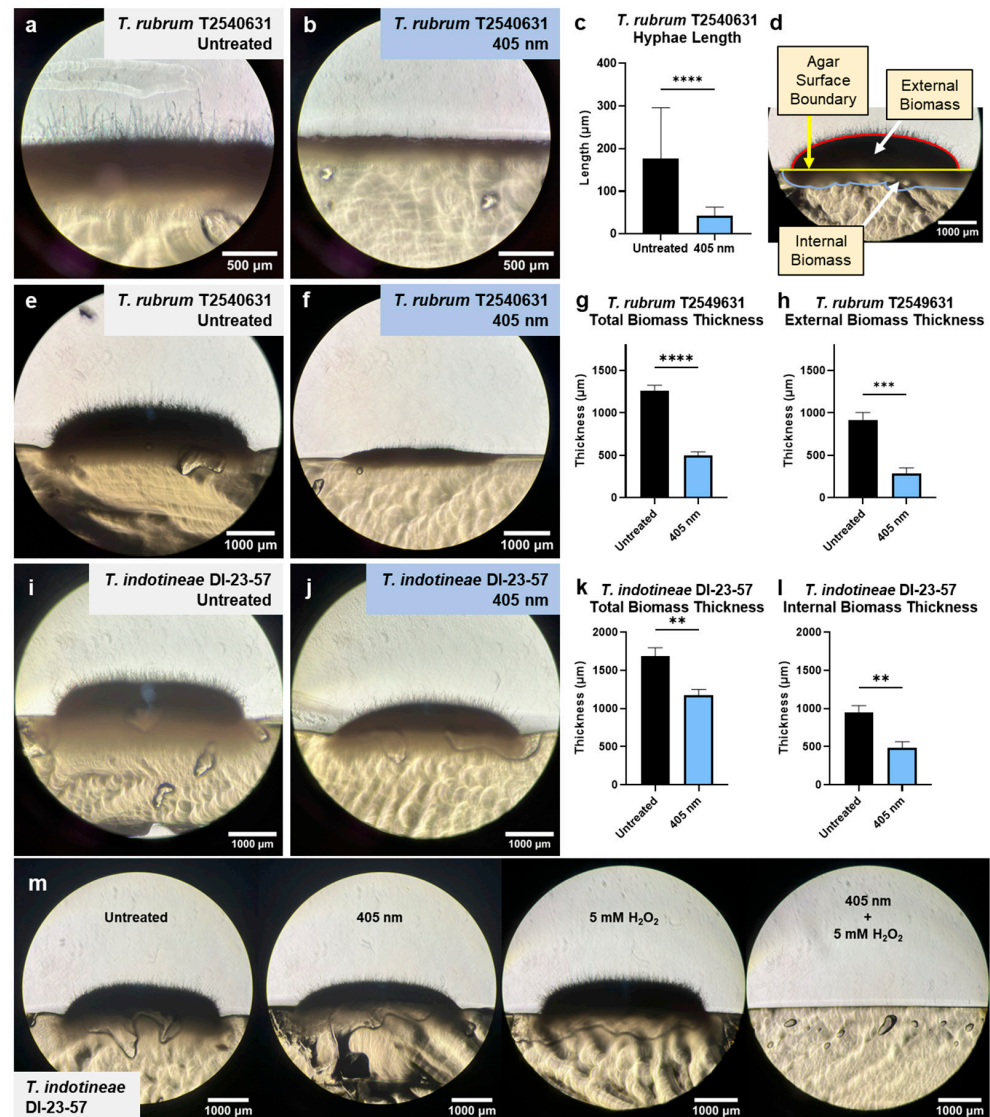 a
T. rubrum T2540631
Untreated
500 µm
b
T. rubrum T2540631
405 nm
500 µm
c
T. rubrum T2540631
Hyphae Length
Length (µm)
400
300
200
100
0
****
Untreated
405 nm
d
Agar
Surface
Boundary
External
Biomass
Internal
Biomass
1000 µm
e
T. rubrum T2540631
Untreated
1000 µm
f
T. rubrum T2540631
405 nm
1000 µm
g
T. rubrum T2549631
Total Biomass Thickness
Thickness (µm)
1500
1000
500
0
****
Untreated
405 nm
h
T. rubrum T2549631
External Biomass Thickness
Thickness (µm)
1500
1000
500
0
***
Untreated
405 nm
i
T. indotineae DI-23-57
Untreated
1000 µm
j
T. indotineae DI-23-57
405 nm
1000 µm
k
T. indotineae DI-23-57
Total Biomass Thickness
Thickness (µm)
2000
1500
1000
500
0
**
Untreated
405 nm
l
T. indotineae DI-23-57
Internal Biomass Thickness
Thickness (µm)
2000
1500
1000
500
0
**
Untreated
405 nm
m
Untreated
1000 µm
405 nm
1000 µm
5 mM H₂O₂
1000 µm
405 nm
+
5 mM H₂O₂
1000 µm
T. indotineae
DI-23-57